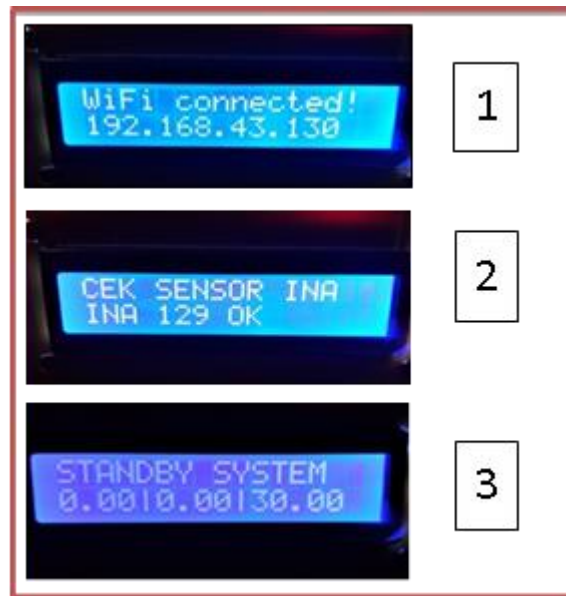 WiFi connected!
192.168.43.130
1
CEK SENSOR INA
INA 129 OK
2
STANDBY SYSTEM
0.00|0.00|30.00
3